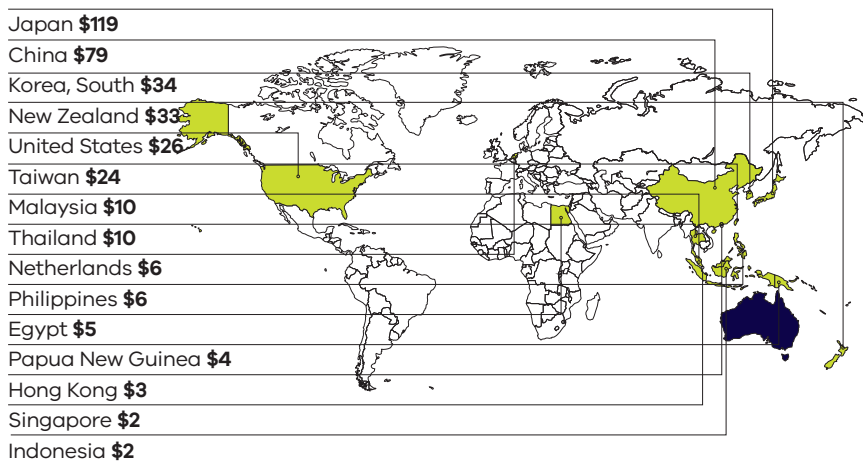 Japan $119
China $79
Korea, South $34
New Zealand $33
United States $26
Taiwan $24
Malaysia $10
Thailand $10
Netherlands $6
Philippines $6
Egypt $5
Papua New Guinea $4
Hong Kong $3
Singapore $2
Indonesia $2